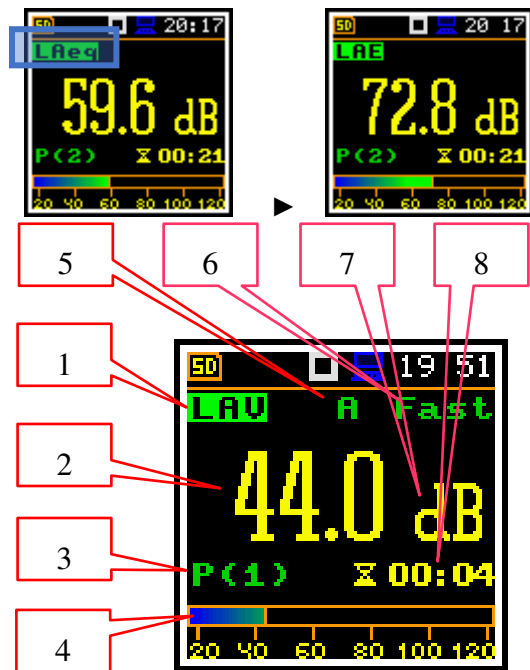 SD 20:17
LAeq
59.6 dB
P(2) 00:21
20 40 60 80 100 120
SD 20 17
LAE
72.8 dB
P(2) 00:21
20 40 60 80 100 120
5 6 7 8
1
2
3
4
SD 19 51
LAV A Fast
44.0 dB
P(1) 00:04
20 40 60 80 100 120